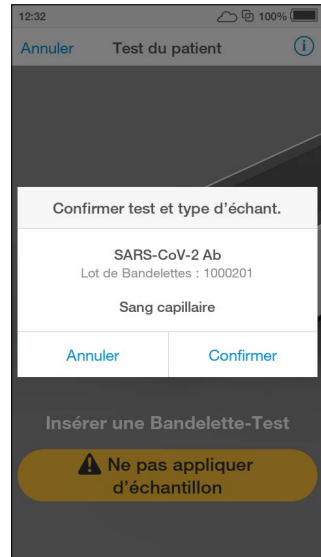 12:32 100%
Annuler Test du patient i
Confirmer test et type d'échant.
SARS-CoV-2 Ab
Lot de Bandelettes : 1000201
Sang capillaire
Annuler Confirmer
Insérer une Bandelette-Test
Ne pas appliquer
d'échantillon